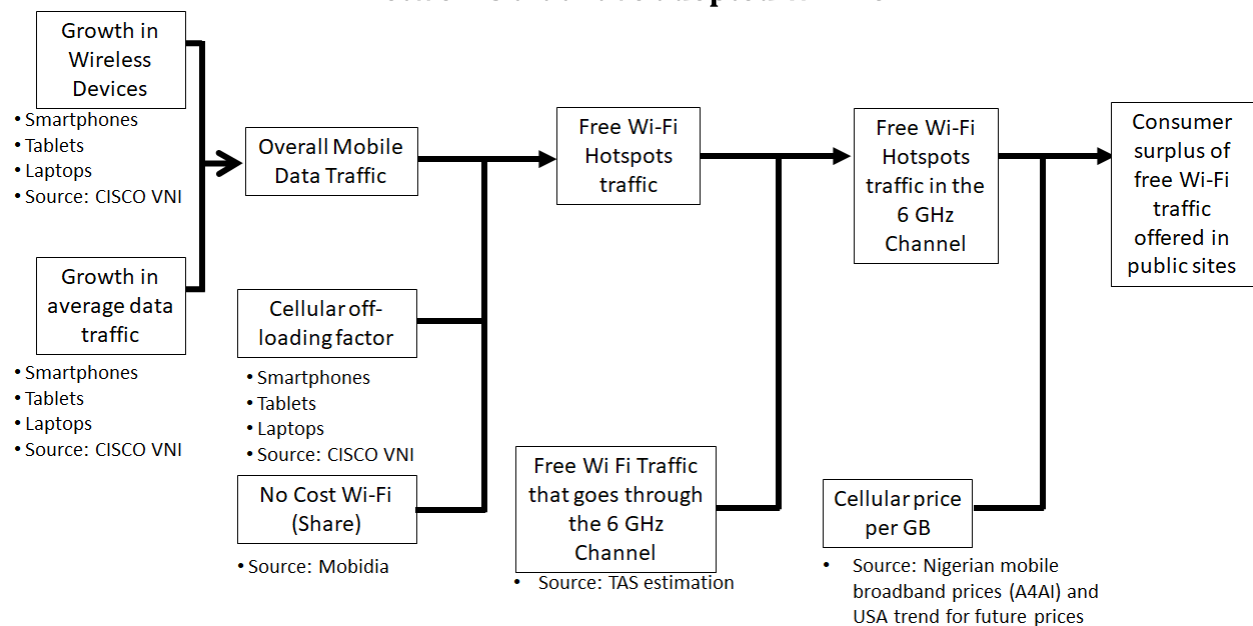 Growth in
Wireless
Devices
• Smartphones
• Tablets
• Laptops
• Source: CISCO VNI
Growth in
average data
traffic
• Smartphones
• Tablets
• Laptops
• Source: CISCO VNI
Overall Mobile
Data Traffic
Cellular off-
loading factor
• Smartphones
• Tablets
• Laptops
• Source: CISCO VNI
No Cost Wi-Fi
(Share)
• Source: Mobidia
Free Wi-Fi
Hotspots
traffic
Free Wi Fi Traffic
that goes through
the 6 GHz
Channel
• Source: TAS estimation
Free Wi-Fi
Hotspots
traffic in the
6 GHz
Channel
Cellular price
per GB
• Source: Nigerian mobile
broadband prices (A4AI) and
USA trend for future prices
Consumer
surplus of
free Wi-Fi
traffic
offered in
public sites